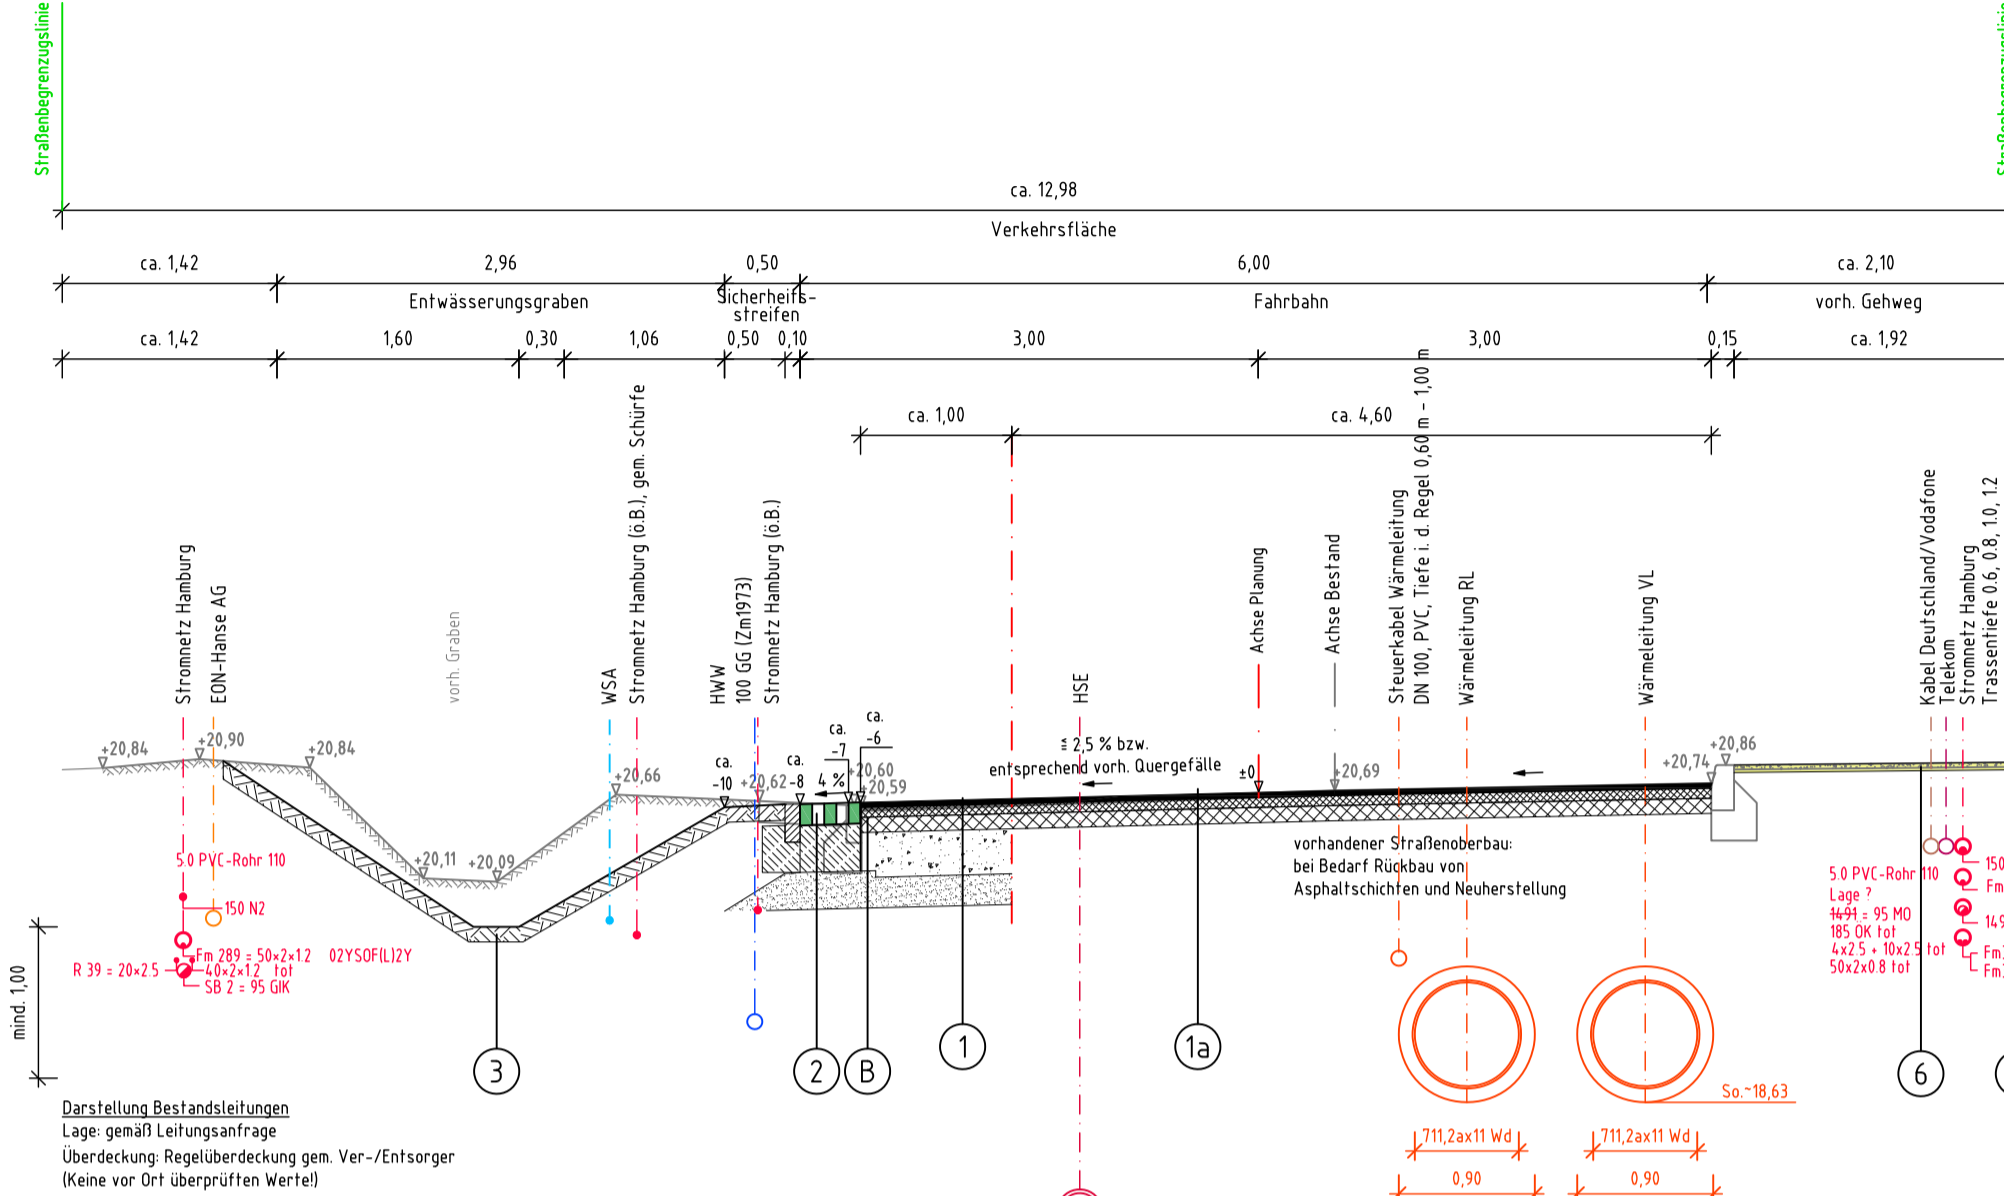 Straßenbegrenzugslinie
Straßenbegrenzugslinie
ca. 12,98
Verkehrsfläche
ca. 1,42
2,96
0,50
6,00
ca. 2,10
Entwässerungsgraben
Sicherheits-
streifen
Fahrbahn
vorh. Gehweg
ca. 1,42
1,60
0,30
1,06
0,50
0,10
3,00
3,00
0,15
ca. 1,92
ca. 1,00
ca. 4,60
Stromnetz Hamburg
EON-Hanse AG
vorh. Graben
WSA
Stromnetz Hamburg (ö.B.), gem. Schürfe
HWW
100 GG (Zm1973)
Stromnetz Hamburg (ö.B.)
HSE
Achse Planung
Achse Bestand
Steuerkabel Wärmeleitung
DN 100, PVC, Tiefe i. d. Regel 0,60 m - 1,00 m
Wärmeleitung RL
Wärmeleitung VL
Kabel Deutschland/Vodafone
Telekom
Stromnetz Hamburg
Trassentiefe 0.6, 0.8, 1.0, 1.2
+20,84
+20,90
+20,84
+20,11
+20,09
+20,66
ca.
-10
+20,62
ca.
-8
ca.
-7
4 %
ca.
-6
+20,60
+20,59
≦ 2,5 % bzw.
entsprechend vorh. Quergefälle
±0
+20,69
+20,74
+20,86
vorhandener Straßenoberbau:
bei Bedarf Rückbau von
Asphaltschichten und Neuherstellung
5.0 PVC-Rohr 110
150 N2
Fm 289 = 50×2×1.2 02YSOF(L)2Y
R 39 = 20×2.5
40×2×1.2 tot
SB 2 = 95 GIK
5.0 PVC-Rohr 110
Lage ?
1491 = 95 MO
185 ÖK tot
4x2.5 + 10x2.5 tot
50x2x0.8 tot
150
Fm
149
Fm
Fm
mind. 1,00
3
2
B
1
1a
6
So.~18,63
711,2ax11 Wd
711,2ax11 Wd
0,90
0,90
Darstellung Bestandsleitungen
Lage: gemäß Leitungsanfrage
Überdeckung: Regelüberdeckung gem. Ver-/Entsorger
(Keine vor Ort überprüften Werte!)